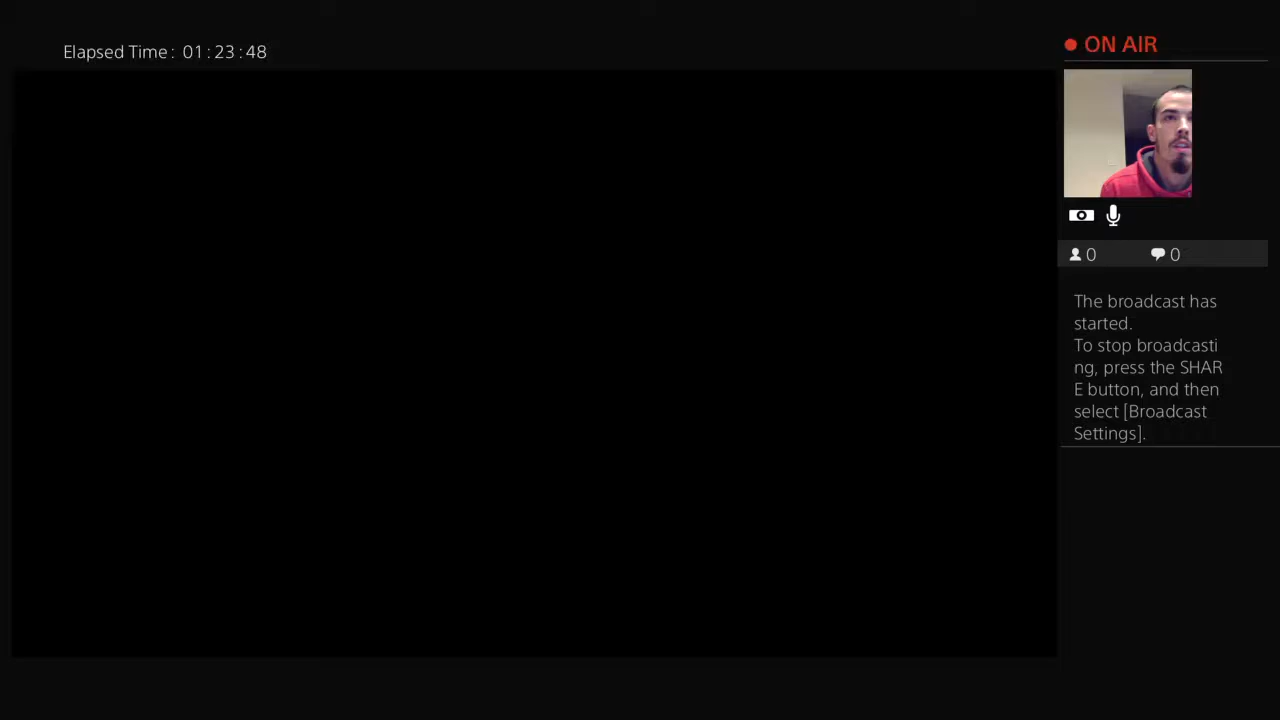 Elapsed Time: 01:23:48
ON AIR
0 0
The broadcast has
started.
To stop broadcasti
ng, press the SHAR
E button, and then
select [Broadcast
Settings].